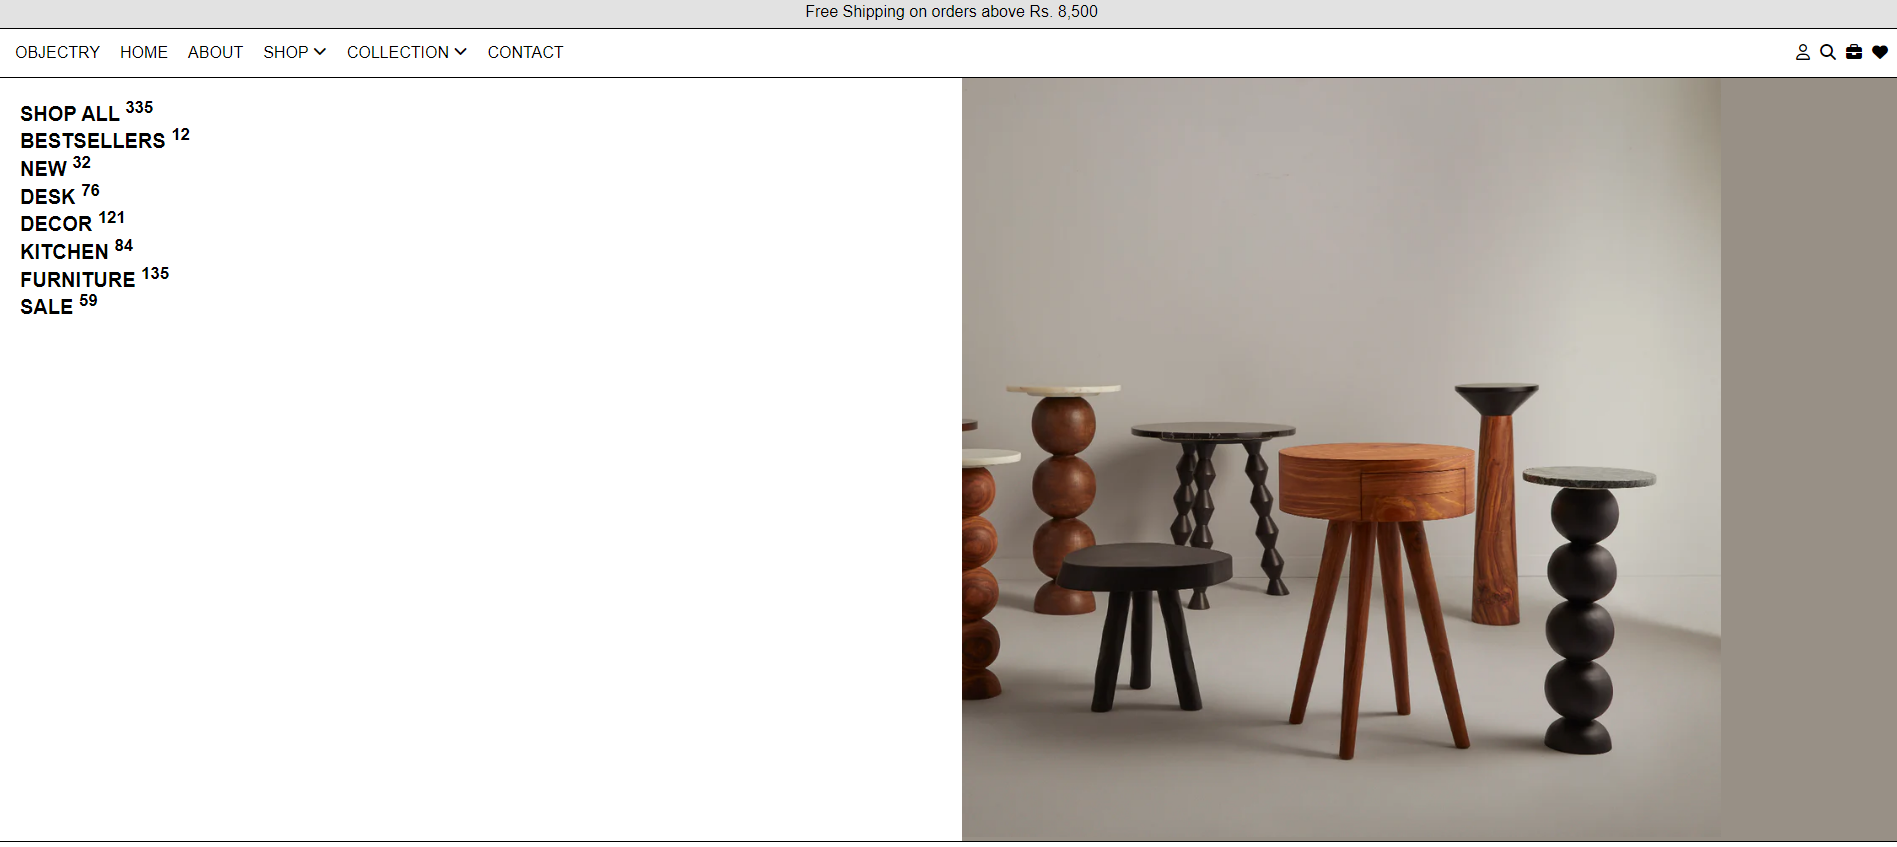 Free Shipping on orders above Rs. 8,500
OBJECTRY HOME ABOUT SHOP COLLECTION CONTACT
SHOP ALL 335
BESTSELLERS 12
NEW 32
DESK 76
DECOR 121
KITCHEN 84
FURNITURE 135
SALE 59